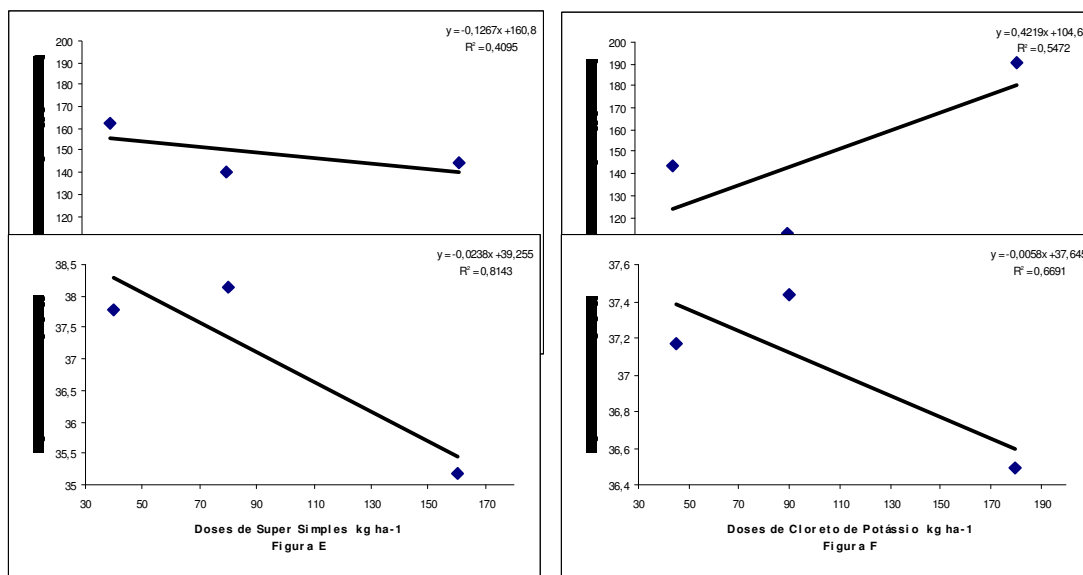 y = -0,1267x +160,8
R² = 0,4095
200
190
180
170
160
150
140
130
120
y = 0,4219x +104,6
R² = 0,5472
200
190
180
170
160
150
140
130
120
y = -0,0238x +39,255
R² = 0,8143
38,5
38
37,5
37
36,5
36
35,5
35
30 50 70 90 110 130 150 170
Doses de Super Simples kg ha-1
Figura E
y = -0,0058x +37,645
R² = 0,6691
37,6
37,4
37,2
37
36,8
36,6
36,4
30 50 70 90 110 130 150 170 190
Doses de Cloreto de Potássio kg ha-1
Figura F